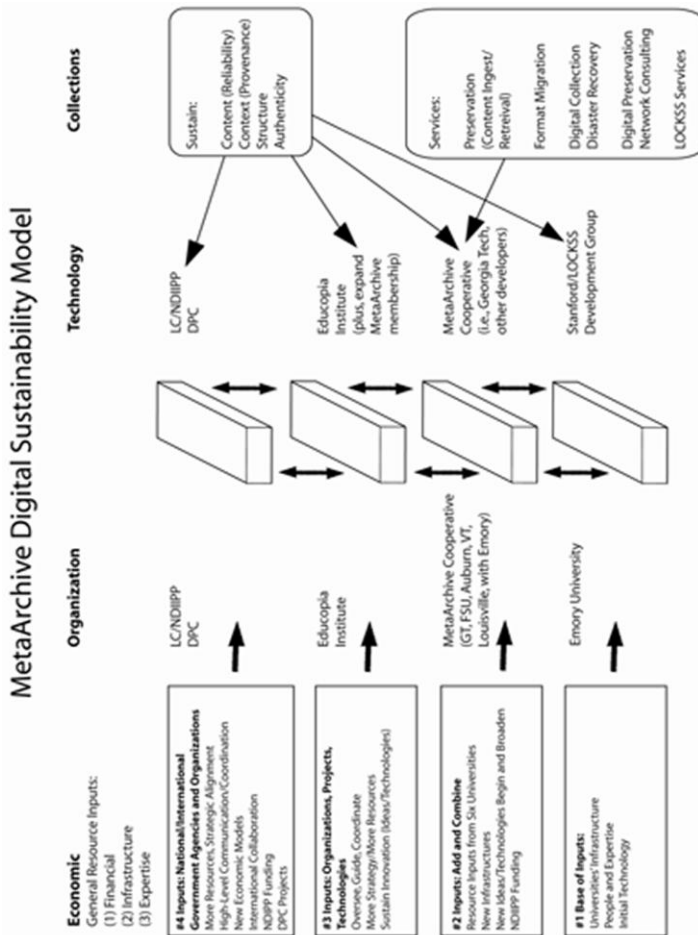 MetaArchive Digital Sustainability Model
Economic
General Resource Inputs:
(1) Financial
(2) Infrastructure
(3) Expertise
Organization
Technology
Collections
#4 Inputs: National/International
Government Agencies and Organizations
More Resources, Strategic Alignment
High-Level Communication/Coordination
New Economic Models
International Collaboration
NDIIPP Funding
DPC Projects
LC/NDIIPP
DPC
LC/NDIIPP
DPC
Sustain:
Content (Reliability)
Context (Provenance)
Structure
Authenticity
#3 Inputs: Organizations, Projects,
Technologies
Oversee, Guide, Coordinate
More Strategy/More Resources
Sustain Innovation (Ideas/Technologies)
Educopia
Institute
Educopia
Institute
(plus, expand
MetaArchive
membership)
#2 Inputs: Add and Combine
Resource Inputs from Six Universities
New Infrastructures
New Ideas/Technologies Begin and Broaden
NDIIPP Funding
MetaArchive Cooperative
(GT, FSU, Auburn, VT,
Louisville, with Emory)
MetaArchive
Cooperative
(i.e., Georgia Tech,
other developers)
Services:
Preservation
(Content Ingest/
Retreival)
Format Migration
Digital Collection
Disaster Recovery
Digital Preservation
Network Consulting
LOCKSS Services
#1 Base of Inputs:
Universities' Infrastructure
People and Expertise
Initial Technology
Emory University
Stanford/LOCKSS
Development Group